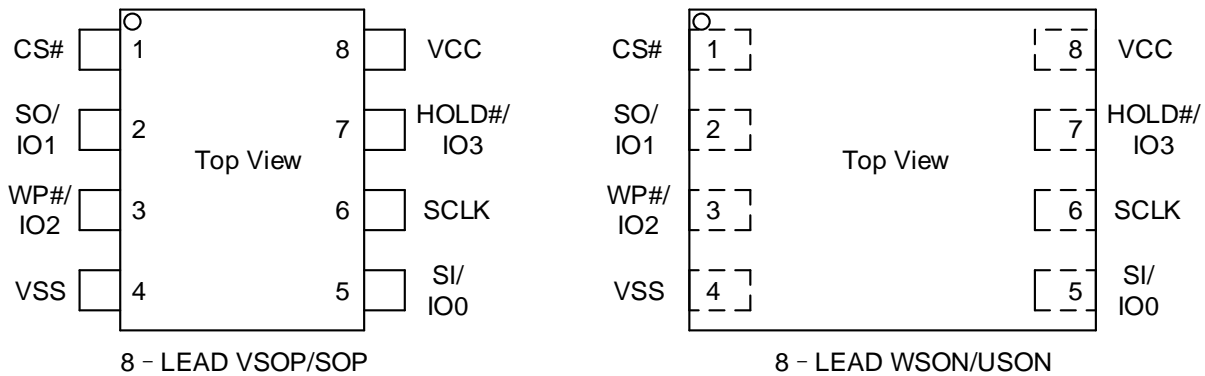 CS# 1 8 VCC
SO/
IO1
2 7
HOLD#/
IO3
Top View
WP#/
IO2
3 6 SCLK
VSS 4 5
SI/
IO0
8 – LEAD VSOP/SOP
CS# 1 8 VCC
SO/
IO1
2 7
HOLD#/
IO3
Top View
WP#/
IO2
3 6 SCLK
VSS 4 5
SI/
IO0
8 – LEAD WSON/USON